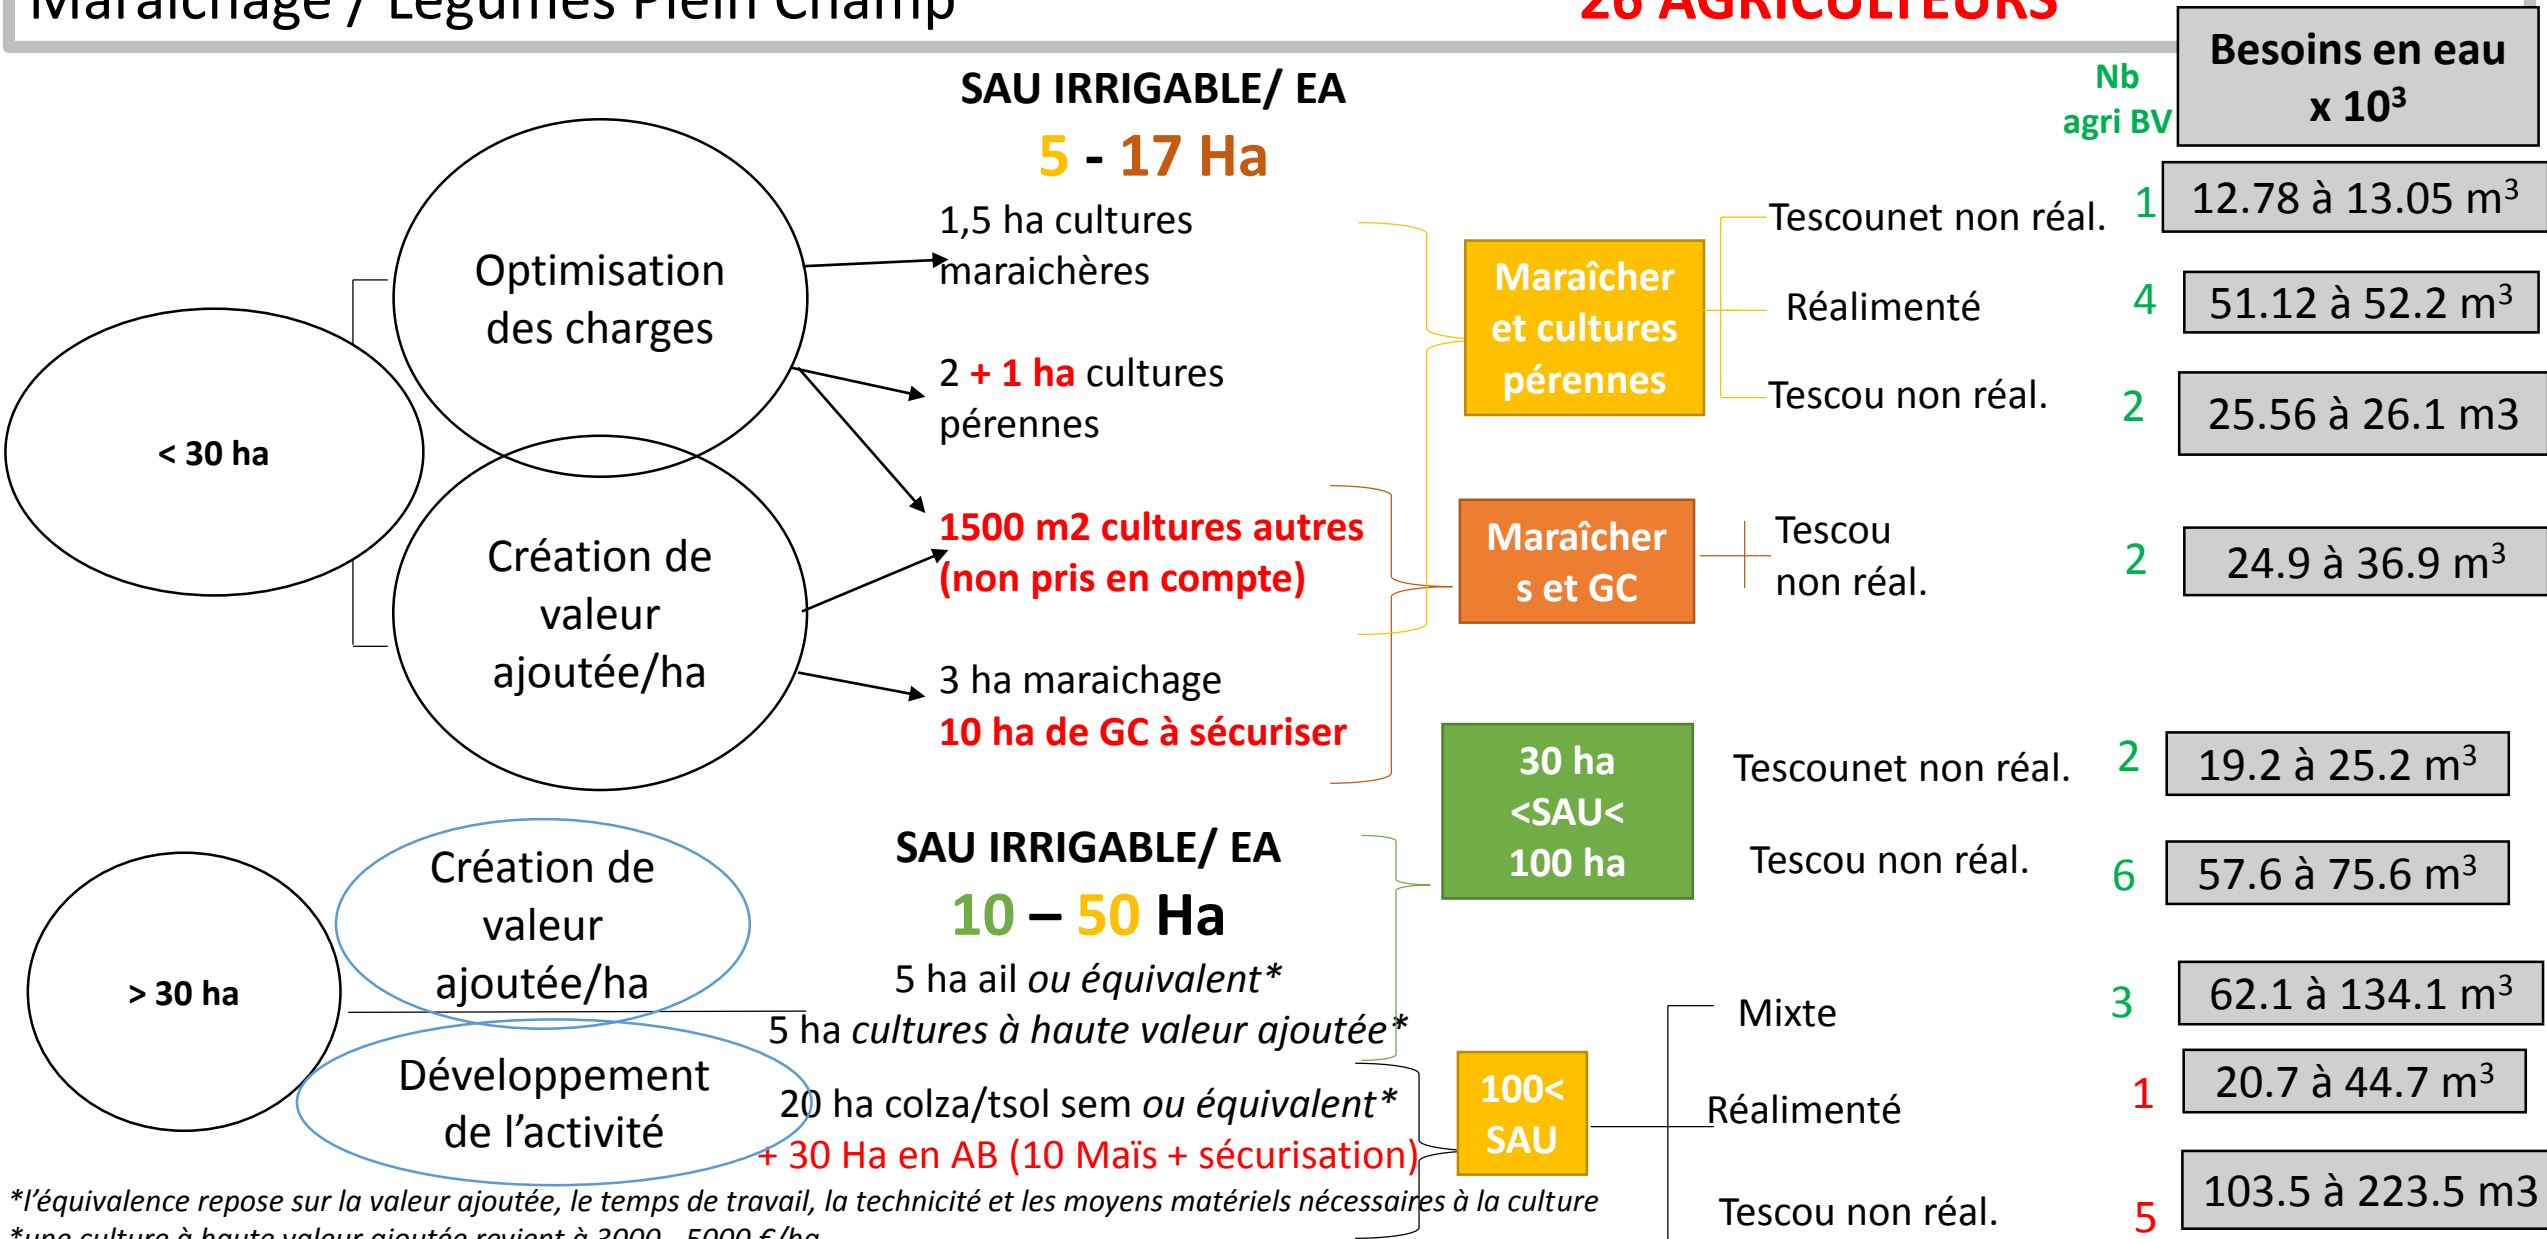 Maraîchage / Légumes Plein Champ
26 AGRICULTEURS
Nb
agri BV
Besoins en eau
x 10³
SAU IRRIGABLE/ EA
5 - 17 Ha
< 30 ha
Optimisation
des charges
Création de
valeur
ajoutée/ha
1,5 ha cultures
maraichères
2 + 1 ha cultures
pérennes
1500 m2 cultures autres
(non pris en compte)
3 ha maraichage
10 ha de GC à sécuriser
Maraîcher
et cultures
pérennes
Tescounet non réal.
1
12.78 à 13.05 m³
Réalimenté
4
51.12 à 52.2 m³
Tescou non réal.
2
25.56 à 26.1 m3
Maraîcher
s et GC
Tescou
non réal.
2
24.9 à 36.9 m³
> 30 ha
Création de
valeur
ajoutée/ha
Développement
de l’activité
SAU IRRIGABLE/ EA
10 – 50 Ha
5 ha ail ou équivalent*
5 ha cultures à haute valeur ajoutée*
20 ha colza/tsol sem ou équivalent*
+ 30 Ha en AB (10 Maïs + sécurisation)
30 ha
<SAU<
100 ha
Tescounet non réal.
2
19.2 à 25.2 m³
Tescou non réal.
6
57.6 à 75.6 m³
100<
SAU
Mixte
3
62.1 à 134.1 m³
Réalimenté
1
20.7 à 44.7 m³
Tescou non réal.
5
103.5 à 223.5 m3
*l’équivalence repose sur la valeur ajoutée, le temps de travail, la technicité et les moyens matériels nécessaires à la culture
*une culture à haute valeur ajoutée revient à 3000 - 5000 €/ha